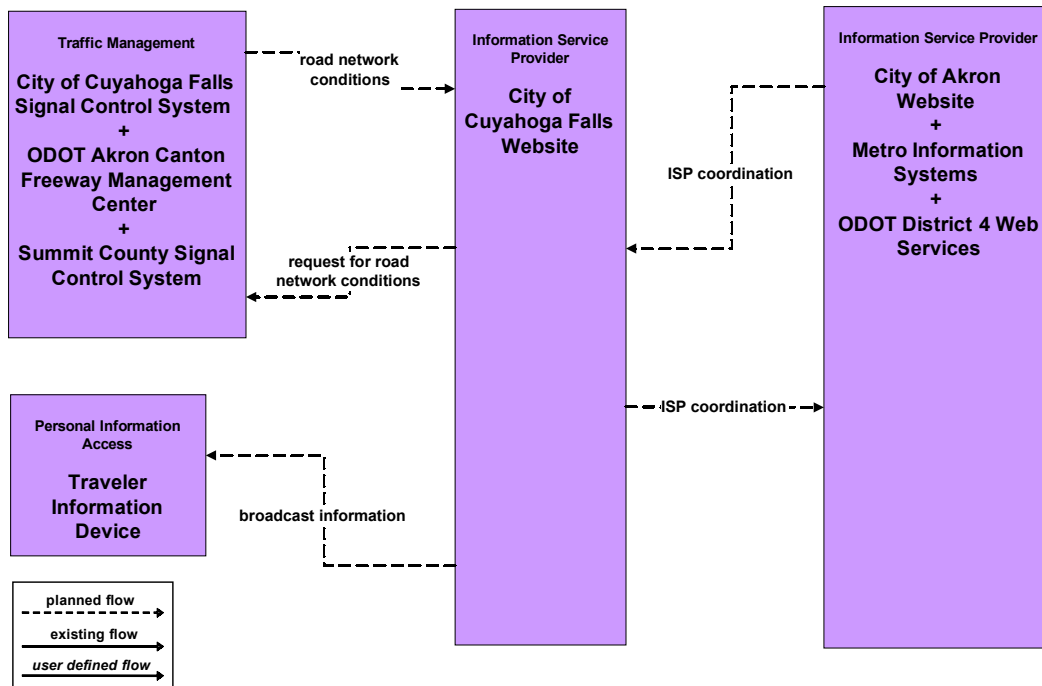 Traffic Management
City of Cuyahoga Falls
Signal Control System
+
ODOT Akron Canton
Freeway Management
Center
+
Summit County Signal
Control System
road network
conditions
request for road
network conditions
Information Service
Provider
City of
Cuyahoga Falls
Website
ISP coordination
ISP coordination
Information Service Provider
City of Akron
Website
+
Metro Information
Systems
+
ODOT District 4 Web
Services
Personal Information
Access
Traveler
Information
Device
broadcast information
planned flow
existing flow
user defined flow